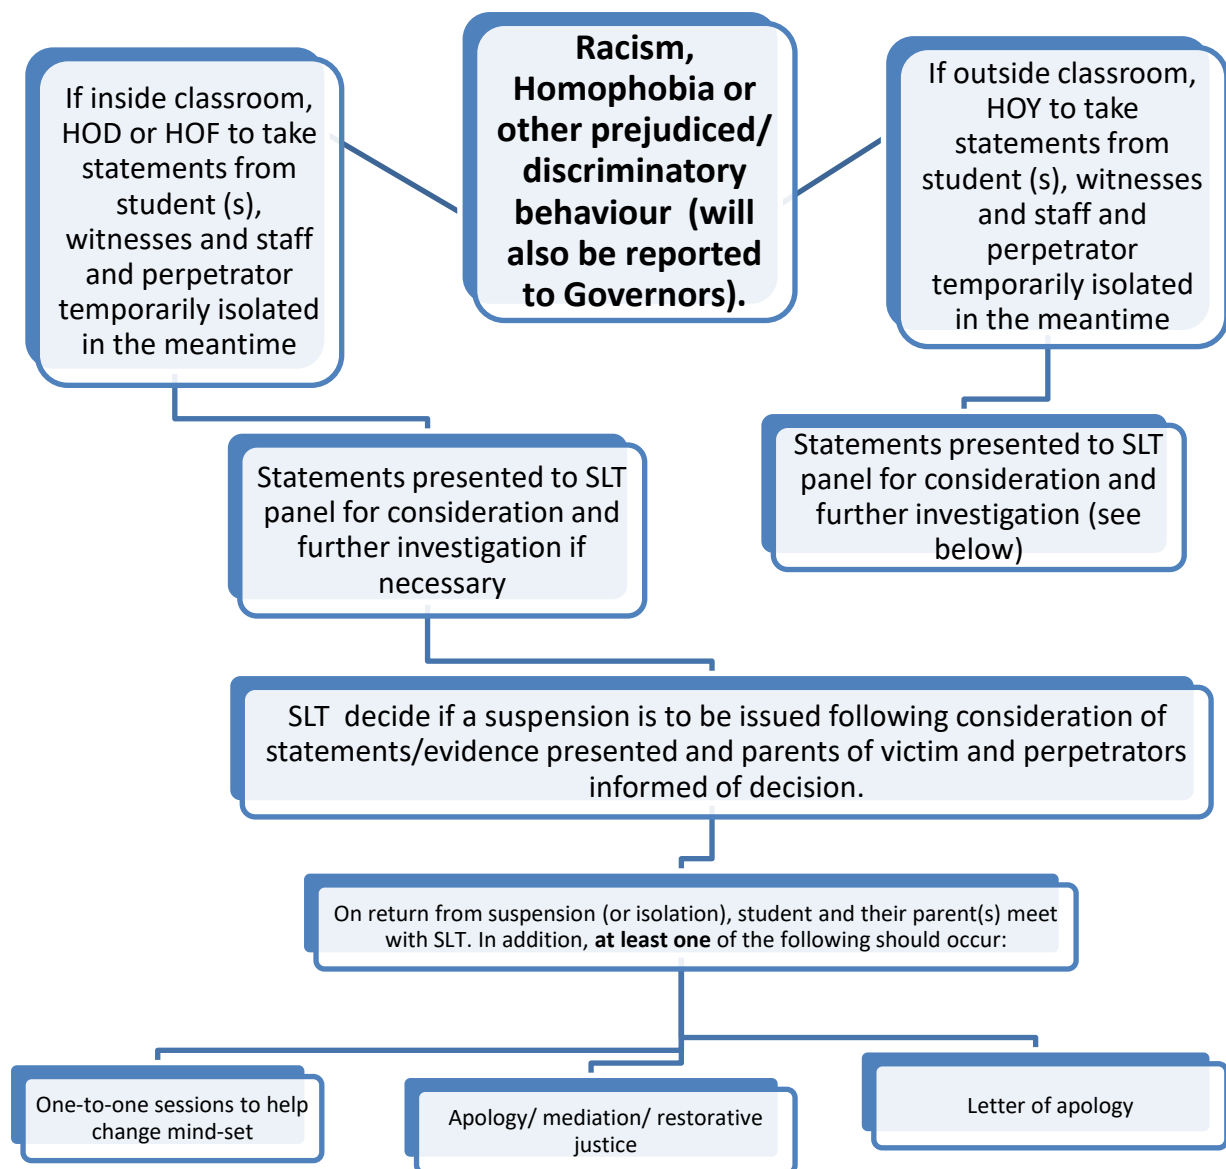 Racism,
Homophobia or
other prejudiced/
discriminatory
behaviour (will
also be reported
to Governors).
If inside classroom,
HOD or HOF to take
statements from
student (s),
witnesses and staff
and perpetrator
temporarily isolated
in the meantime
If outside classroom,
HOY to take
statements from
student (s), witnesses
and staff and
perpetrator
temporarily isolated
in the meantime
Statements presented to SLT
panel for consideration and
further investigation if
necessary
Statements presented to SLT
panel for consideration and
further investigation (see
below)
SLT decide if a suspension is to be issued following consideration of
statements/evidence presented and parents of victim and perpetrators
informed of decision.
On return from suspension (or isolation), student and their parent(s) meet
with SLT. In addition, at least one of the following should occur:
One-to-one sessions to help
change mind-set
Apology/ mediation/ restorative
justice
Letter of apology